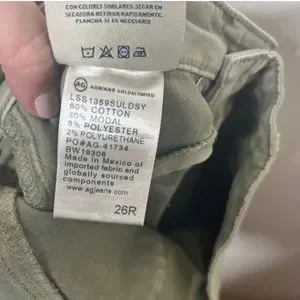 CON COLORES SIMILARES. SECAR EN
SECADORA RETIRAR RAPIDAMENTE.
PLANCHA SI ES NECESARIO
AG ADRIANO GOLDSCHMIED
LSS1389SULDSY
60% COTTON
30% MODAL
8% POLYESTER
2% POLYURETHANE
PO#AG-41734
BW19306
Made in Mexico of
imported fabric and
globally sourced
components
www.agjeans.com
26R